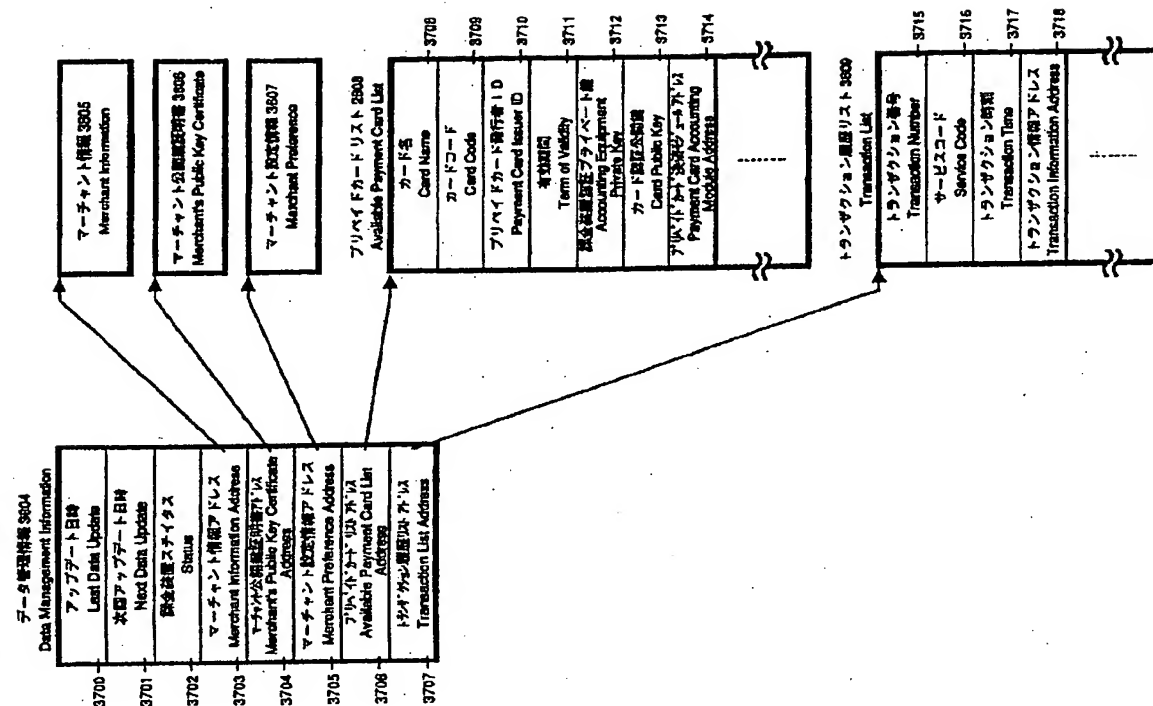 データ管理情報 3604
Data Management Information
3700
アップデート日時
Last Data Update
3701
次回アップデート日時
Next Data Update
3702
課金装置ステイタス
Status
3703
マーチャント情報アドレス
Merchant Information Address
3704
マーチャント公開鍵証明書アドレス
Merchant's Public Key Certificate
Address
3705
マーチャント設定情報アドレス
Merchant Preference Address
3706
プリペイドカードリストアドレス
Available Payment Card List
Address
3707
トランザクション履歴リストアドレス
Transaction List Address
マーチャント情報 3605
Merchant Information
マーチャント公開鍵証明書 3606
Merchant's Public Key Certificate
マーチャント設定情報 3607
Merchant Preference
プリペイドカードリスト
Available Payment Card List
カード名
Card Name
3708
カードコード
Card Code
3709
プリペイドカード発行者ID
Payment Card Issuer ID
3710
有効期間
Term of Validity
3711
課金装置認証プライベート鍵
Accounting Equipment
Private Key
3712
カード認証公開鍵
Card Public Key
3713
プリペイドカード決済モジュールアドレス
Payment Card Accounting
Module Address
3714
トランザクション履歴リスト 3609
Transaction List
トランザクション番号
Transaction Number
3715
サービスコード
Service Code
3716
トランザクション時刻
Transaction Time
3717
トランザクション情報アドレス
Transaction Information Address
3718